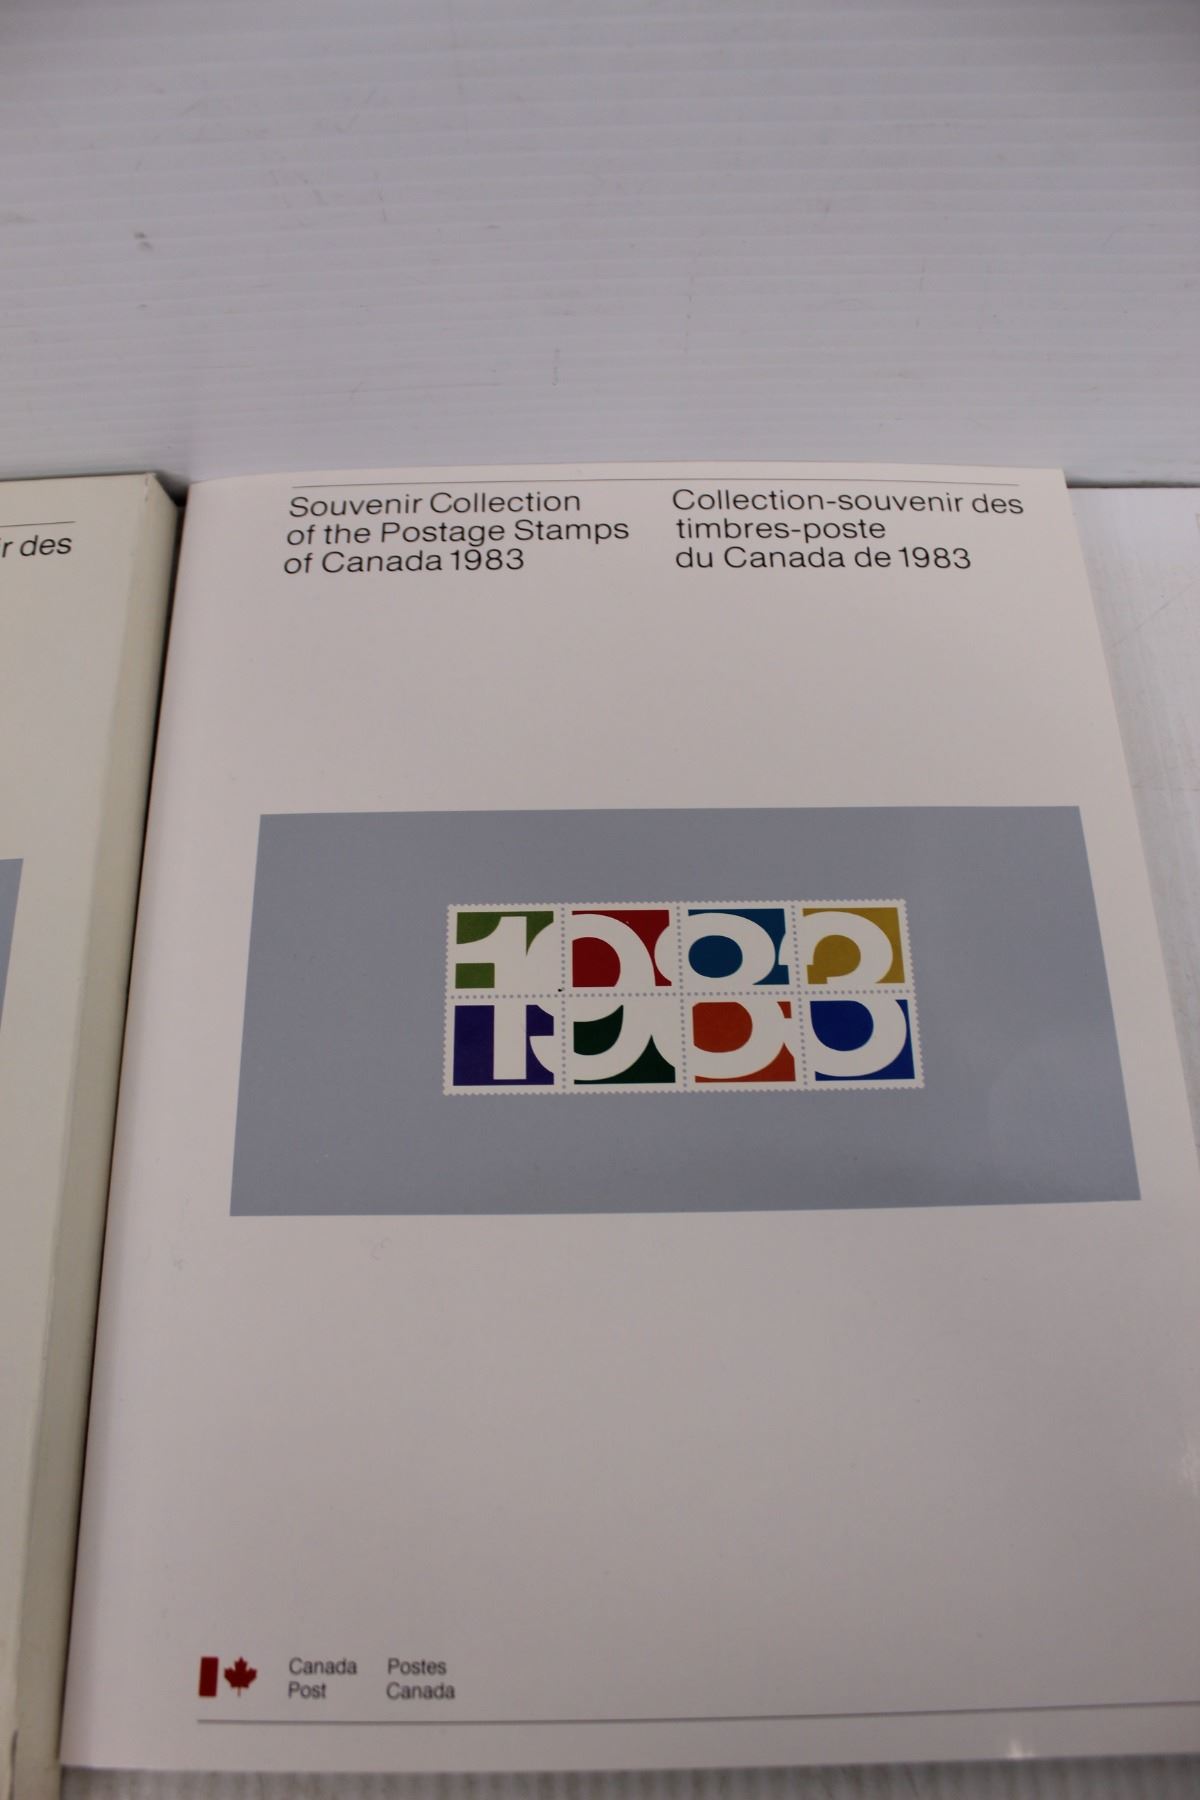 Souvenir Collection
of the Postage Stamps
of Canada 1983
Collection-souvenir des
timbres-poste
du Canada de 1983
des
1983
Canada
Post
Postes
Canada